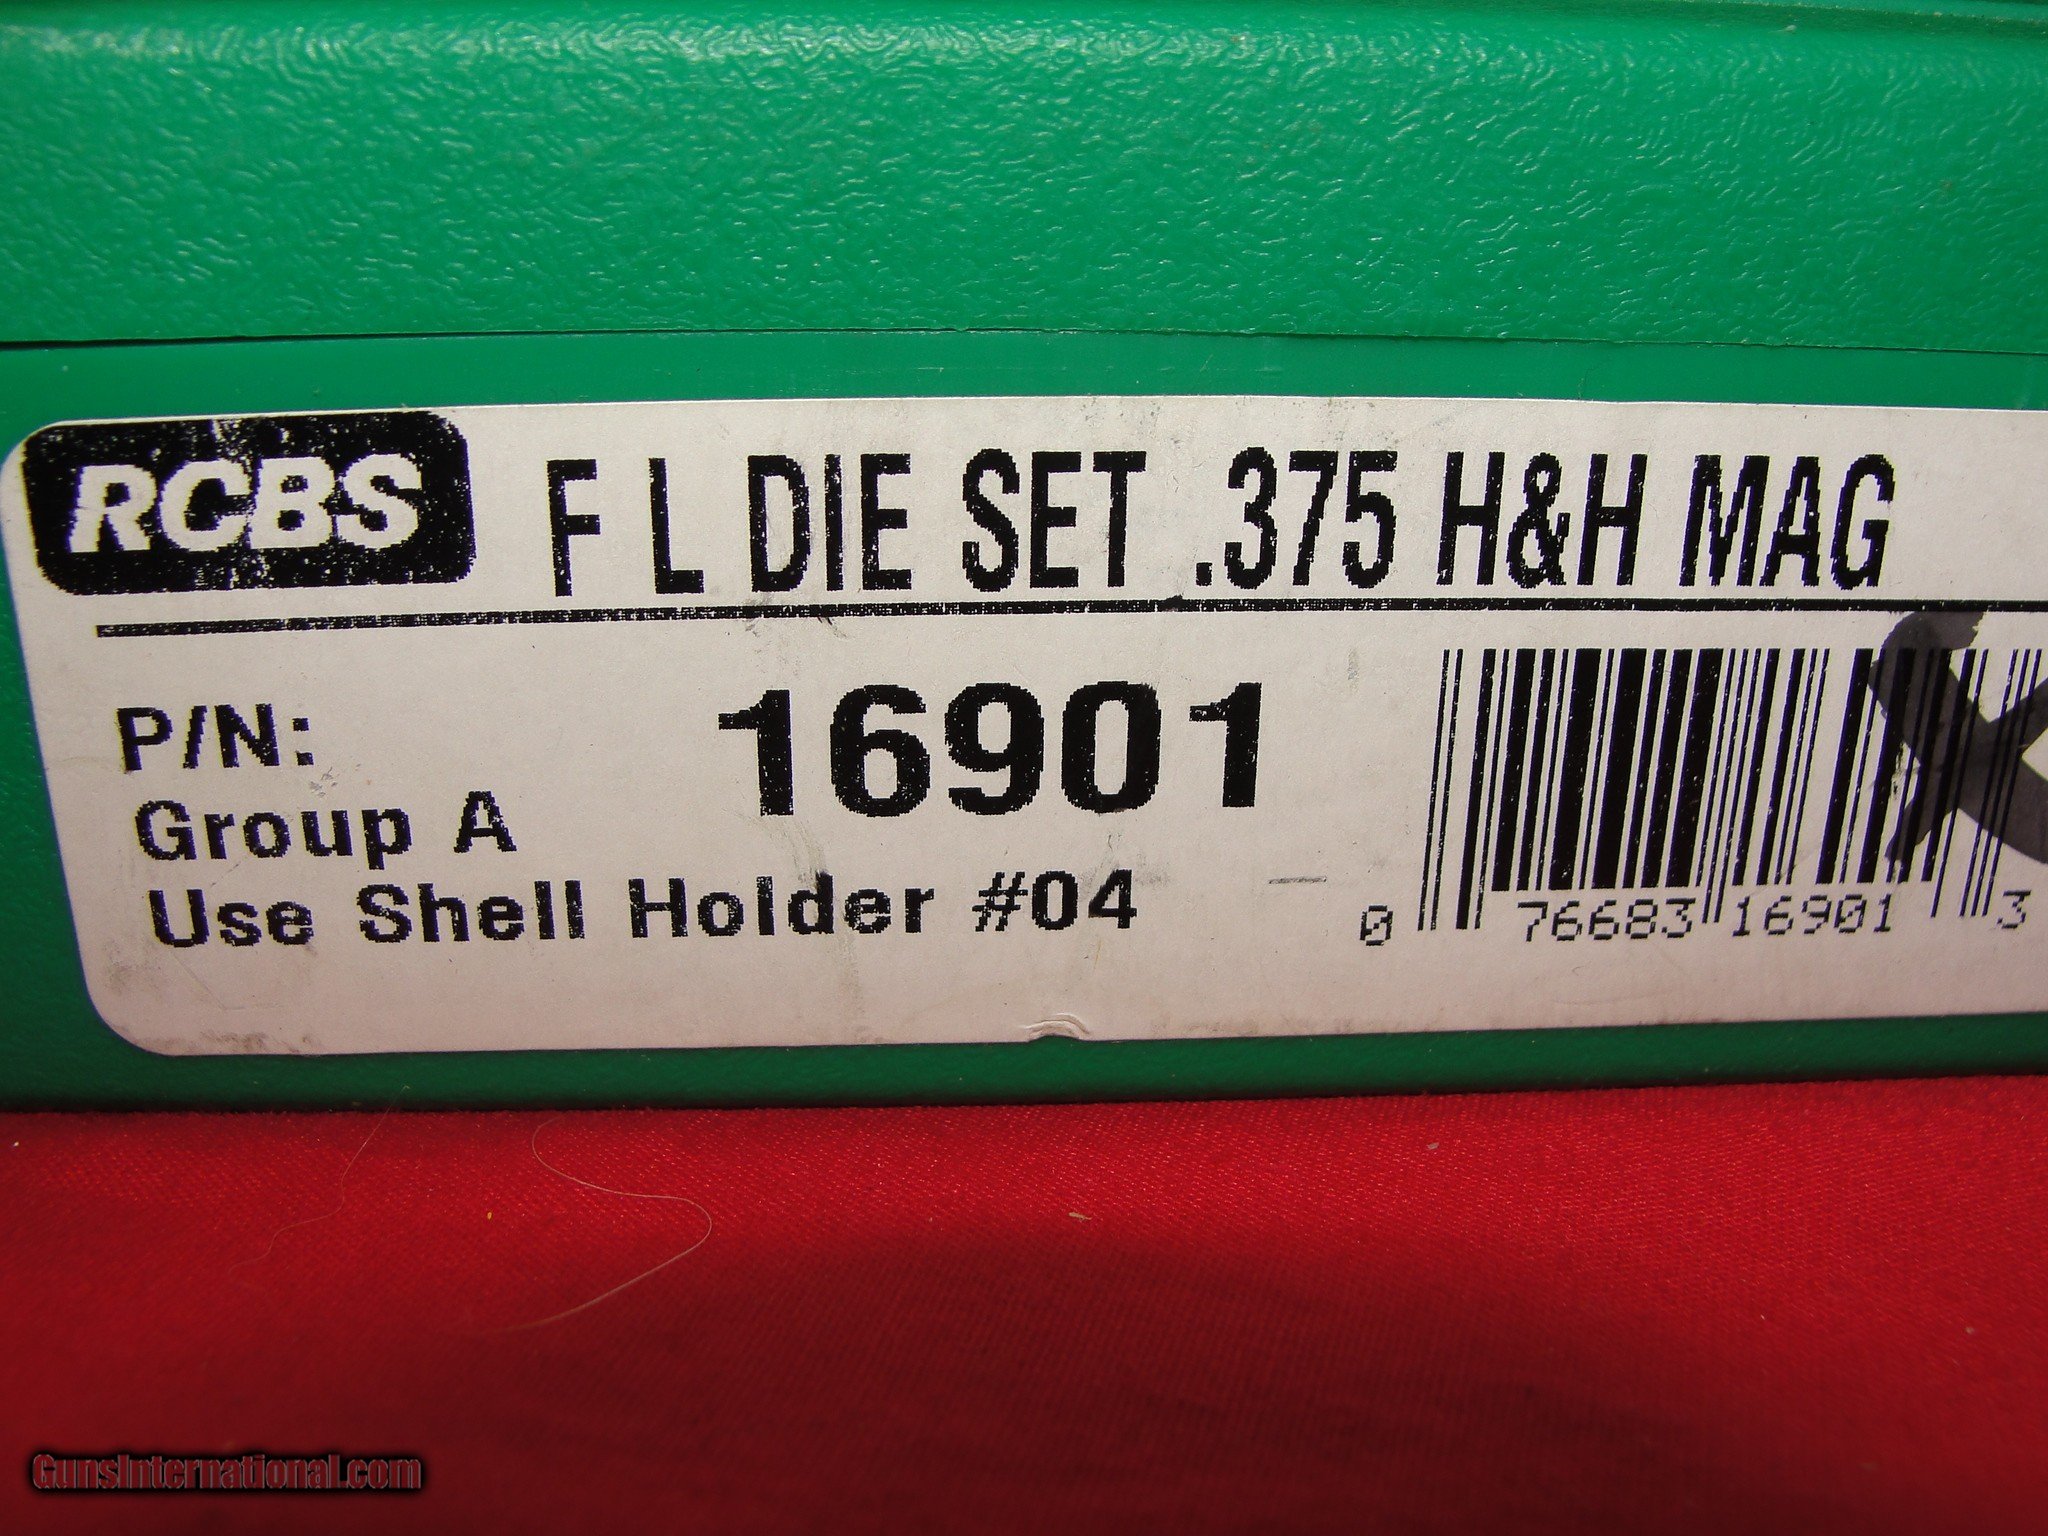 RCBS F L DIE SET .375 H&H MAG
P/N: 16901
Group A
Use Shell Holder #04
0 76683 16901 3
GunsInternational.com